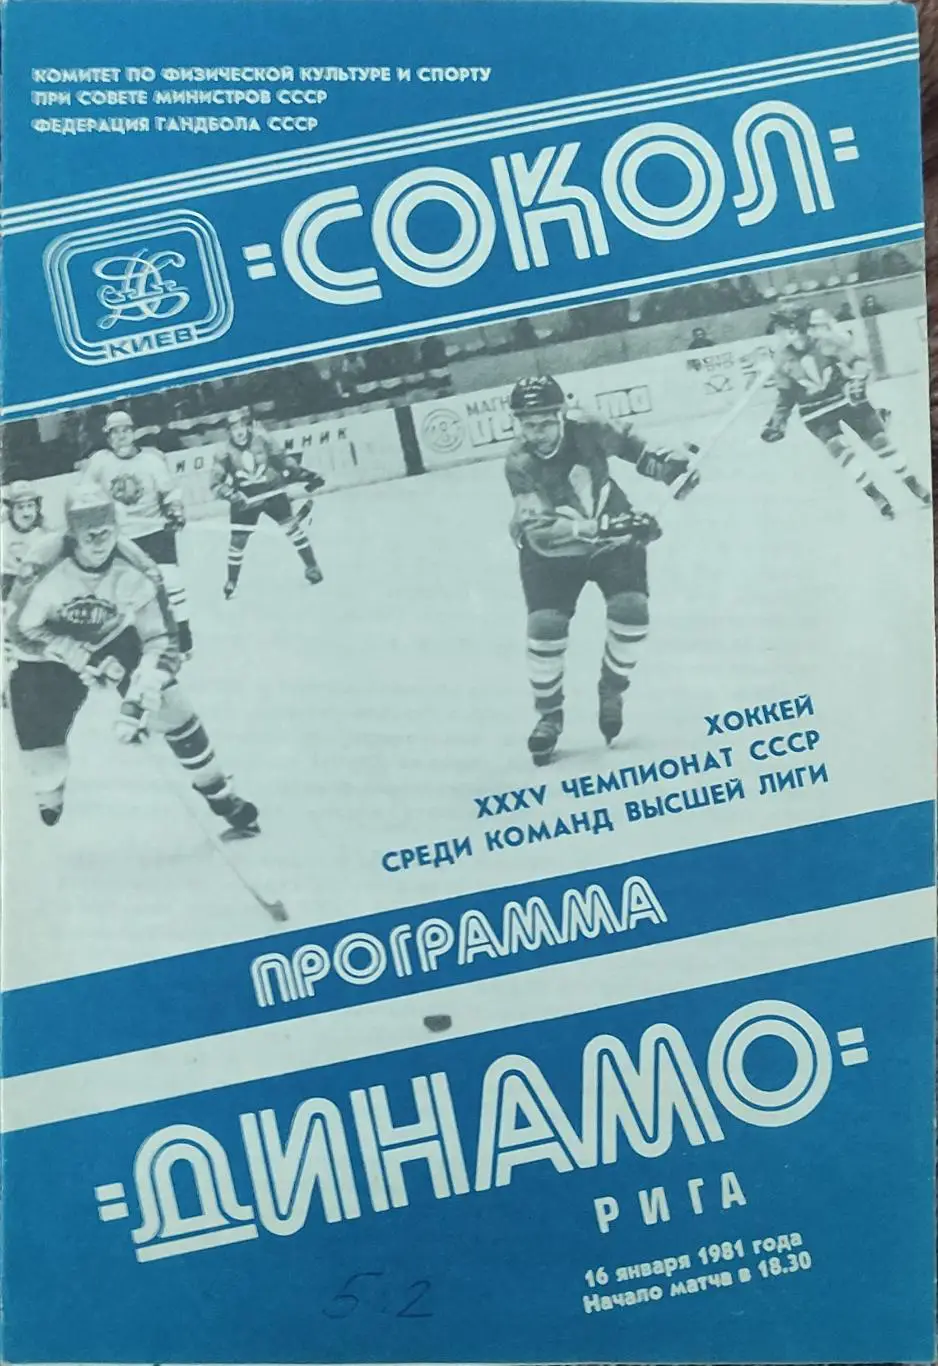 КОМИТЕТ ПО ФИЗИЧЕСКОЙ КУЛЬТУРЕ И СПОРТУ
ПРИ СОВЕТЕ МИНИСТРОВ СССР
ФЕДЕРАЦИЯ ГАНДБОЛА СССР
"СОКОЛ"
КИЕВ
МАГН
ХОККЕЙ
XXXV ЧЕМПИОНАТ СССР
СРЕДИ КОМАНД ВЫСШЕЙ ЛИГИ
ПРОГРАММА
"ДИНАМО"
РИГА
16 января 1981 года
Начало матча в 18.30
5:2